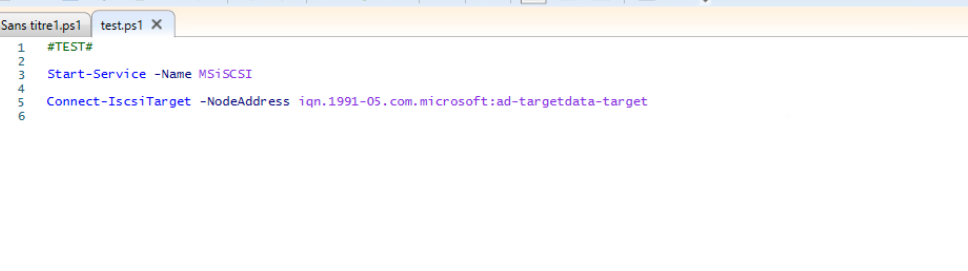 Sans titre1.ps1 test.ps1 X
1 #TEST#
2
3 Start-Service -Name MSiSCSI
4
5 Connect-IscsiTarget -NodeAddress iqn.1991-05.com.microsoft:ad-targetdata-target
6